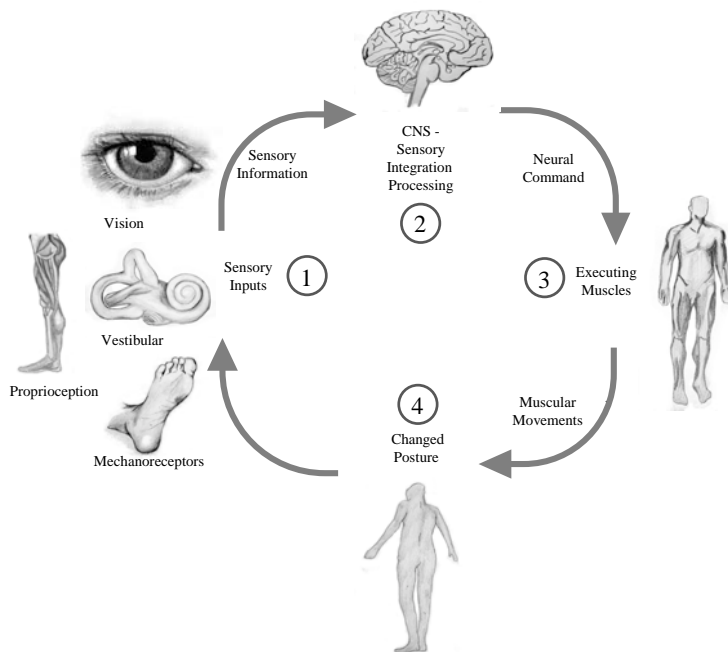 CNS -
Sensory
Integration
Processing
2
Sensory
Information
Neural
Command
Vision
Sensory
Inputs
1
3
Executing
Muscles
Vestibular
Proprioception
Mechanoreceptors
4
Changed
Posture
Muscular
Movements